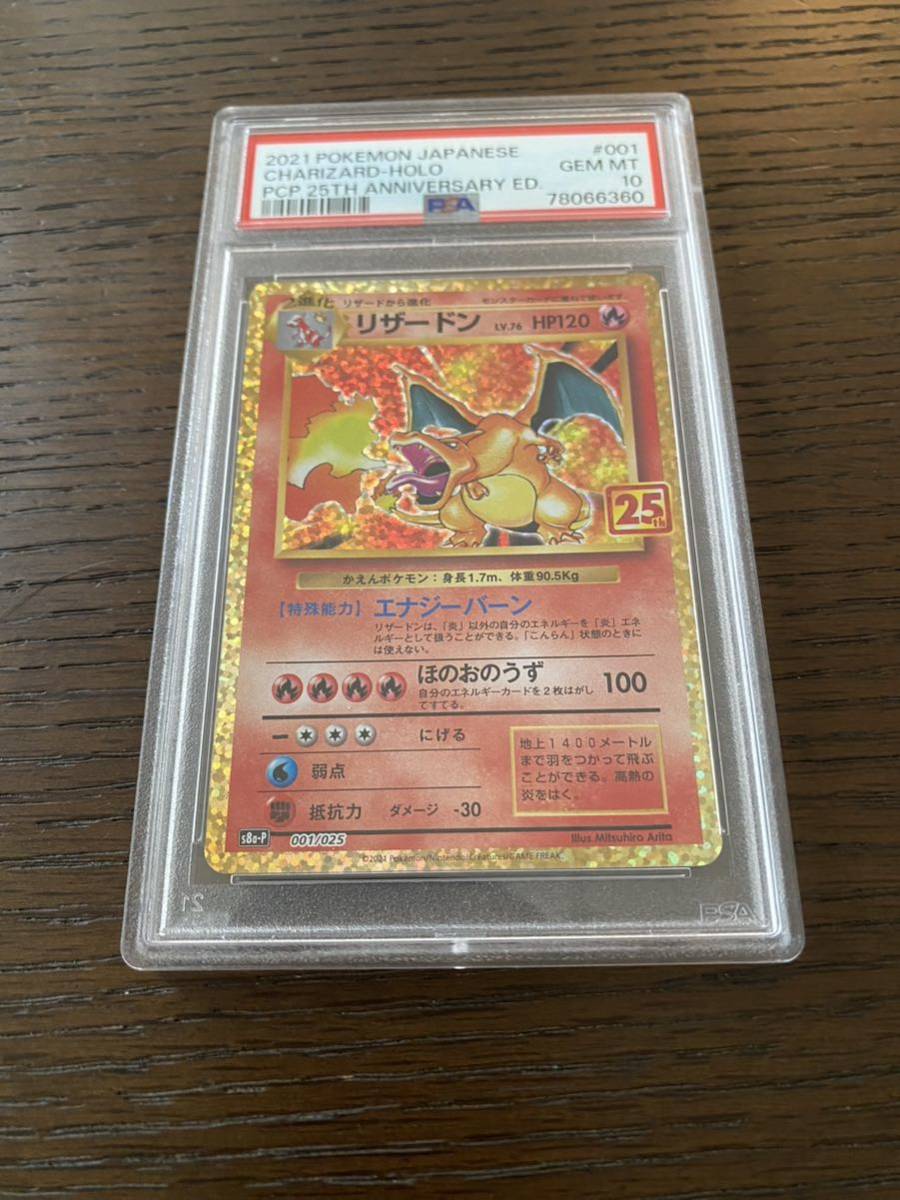 2021 POKEMON JAPANESE #001
CHARIZARD-HOLO GEM MT
PCP 25TH ANNIVERSARY ED. 10
PSA 78066360
2進化 リザードから進化
リザードン LV.76 HP120
25th
かえんポケモン:身長1.7m、体重90.5Kg
【特殊能力】エナジーバーン
リザードンは、「炎」以外の自分のエネルギーを「炎」エネ
ルギーとして扱うことができる。「こんらん」状態のときに
は使えない。
ほのおのうず 100
自分のエネルギーカードを2枚はがし
てすてる。
にげる
弱点
抵抗力 ダメージ -30
地上1400メートル
まで羽をつかって飛ぶ
ことができる。高熱の
炎をはく。
s8a-P 001/025 Illus Mitsuhiro Arita
©2021 Pokémon/Nintendo/Creatures/GAME FREAK.
21 PSA